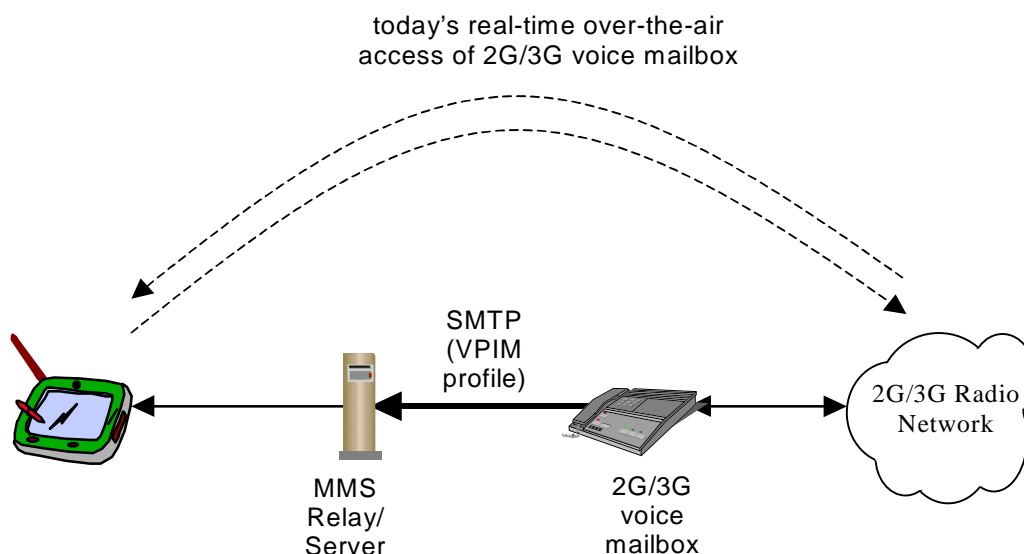 today's real-time over-the-air
access of 2G/3G voice mailbox
SMTP
(VPIM
profile)
2G/3G Radio
Network
MMS
Relay/
Server
2G/3G
voice
mailbox